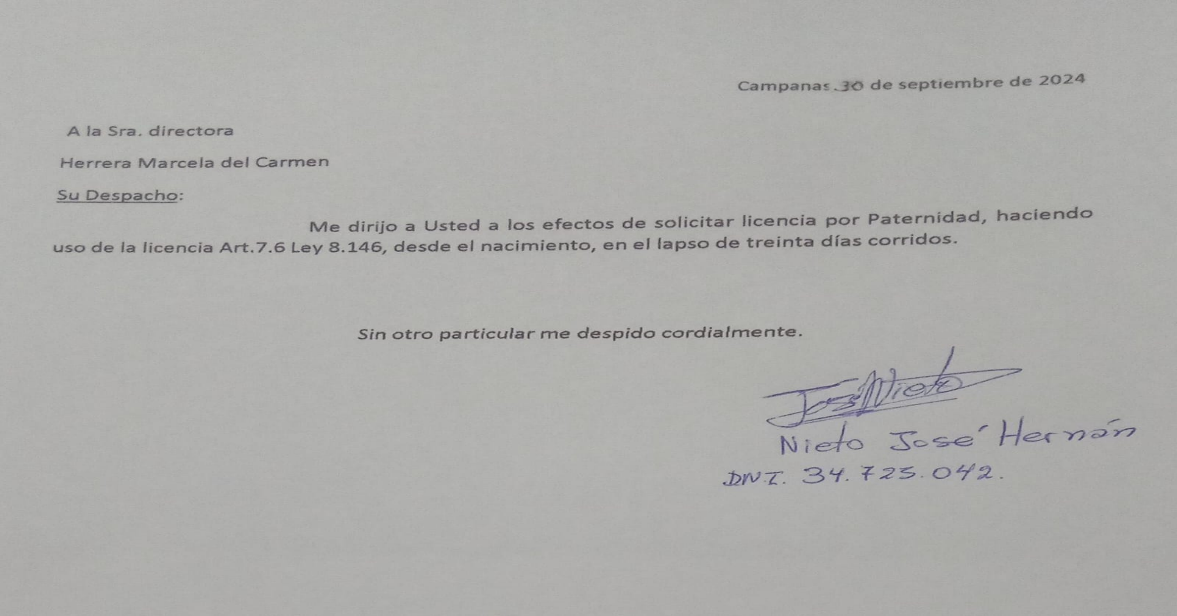 Campanas.30 de septiembre de 2024
A la Sra. directora
Herrera Marcela del Carmen
Su Despacho:
Me dirijo a Usted a los efectos de solicitar licencia por Paternidad, haciendo
uso de la licencia Art.7.6 Ley 8.146, desde el nacimiento, en el lapso de treinta días corridos.
Sin otro particular me despido cordialmente.
José Nieto
Nieto José Hernán
DNI. 34.725.042.